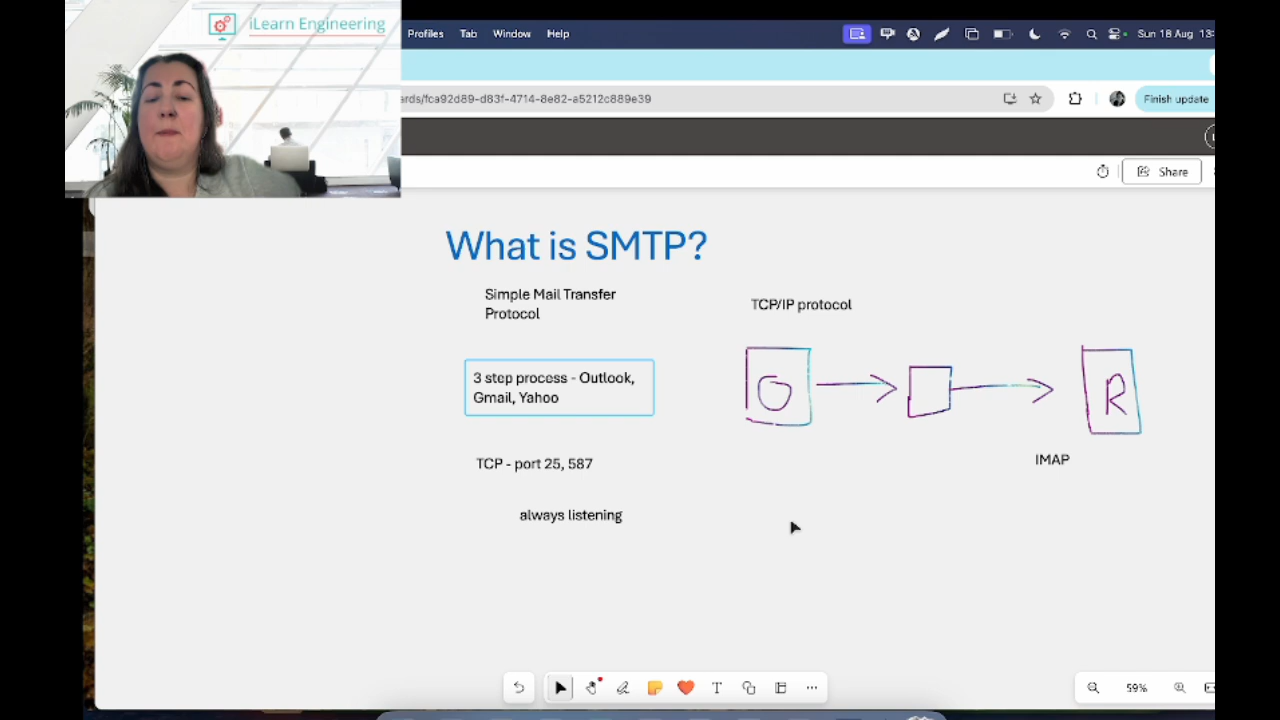 iLearn Engineering
Profiles Tab Window Help
Sun 18 Aug 13:
ards/fca92d89-d83f-4714-8e82-a5212c889e39
Finish update
Share
What is SMTP?
Simple Mail Transfer
Protocol
TCP/IP protocol
3 step process - Outlook,
Gmail, Yahoo
O
R
TCP - port 25, 587
IMAP
always listening
59%